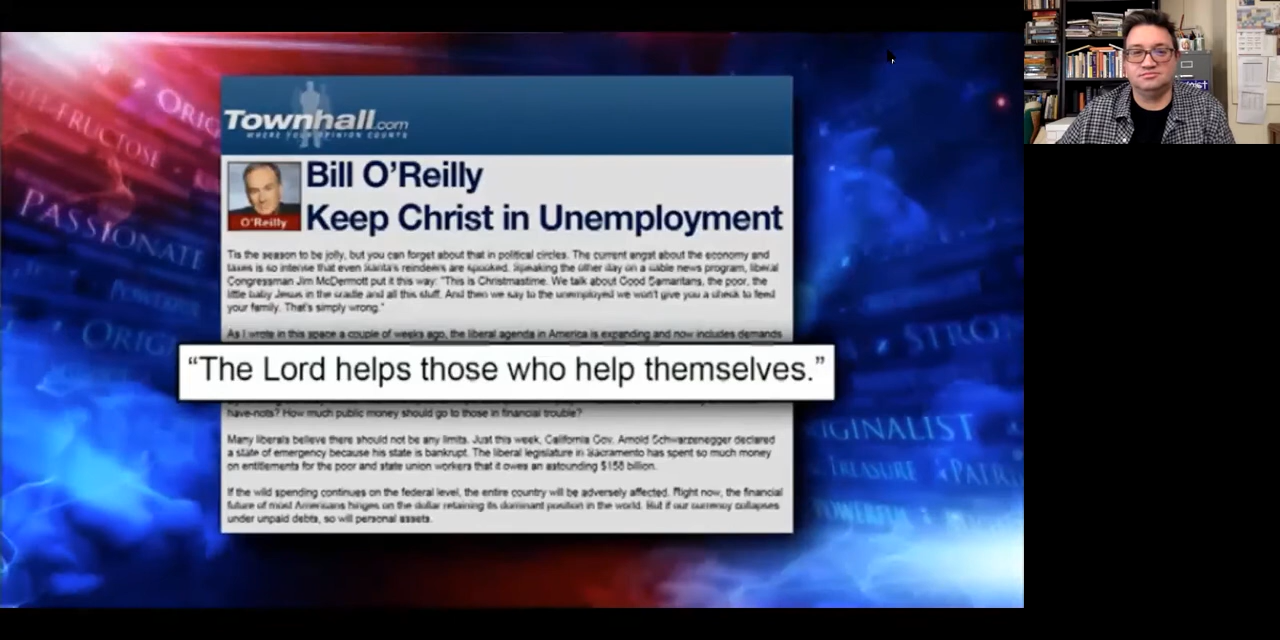 GH-FRUCTOSE
ORIG
PASSIONATE
POWERFUL
ORIG
Townhall.com
WHERE YOUR OPINION COUNTS
O'Reilly
Bill O'Reilly
Keep Christ in Unemployment
Tis the season to be jolly, but you can forget about that in political circles. The current angst about the economy and
taxes is so intense that even Santa's reindeers are spooked. Speaking the other day on a cable news program, liberal
Congressman Jim McDermott put it this way: "This is Christmastime. We talk about Good Samaritans, the poor, the
little baby Jesus in the cradle and all this stuff. And then we say to the unemployed we won't give you a check to feed
your family. That's simply wrong."
As I wrote in this space a couple of weeks ago, the liberal agenda in America is expanding and now includes demands
“The Lord helps those who help themselves.”
have-nots? How much public money should go to those in financial trouble?
Many liberals believe there should not be any limits. Just this week, California Gov. Arnold Schwarzenegger declared
a state of emergency because his state is bankrupt. The liberal legislature in Sacramento has spent so much money
on entitlements for the poor and state union workers that it owes an astounding $158 billion.
If the wild spending continues on the federal level, the entire country will be adversely affected. Right now, the financial
future of most Americans hinges on the dollar retaining its dominant position in the world. But if our currency collapses
under unpaid debts, so will personal assets.
STRON
IGINALIST
TREASURE
PATRI
POWERFUL